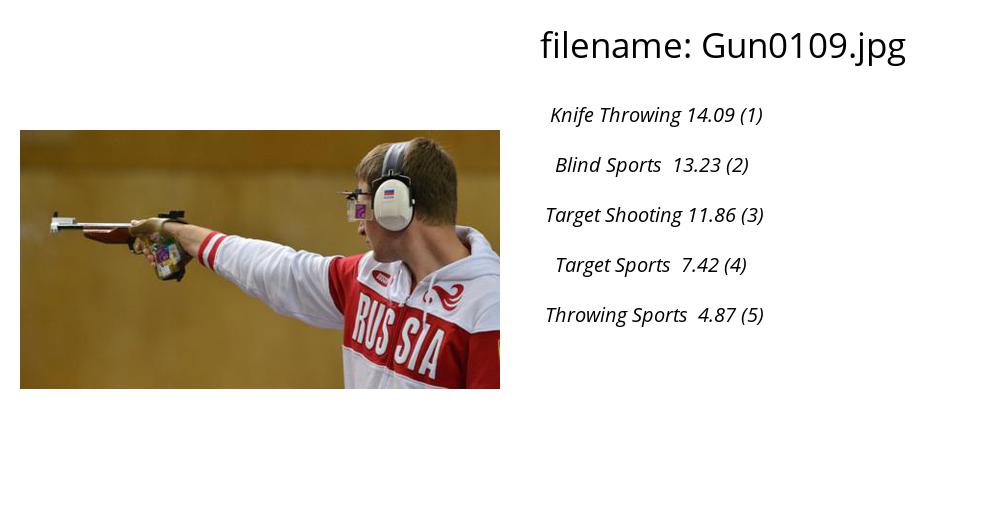 filename: Gun0109.jpg
Knife Throwing 14.09 (1)
Blind Sports 13.23 (2)
Target Shooting 11.86 (3)
Target Sports 7.42 (4)
Throwing Sports 4.87 (5)
RUSSIA